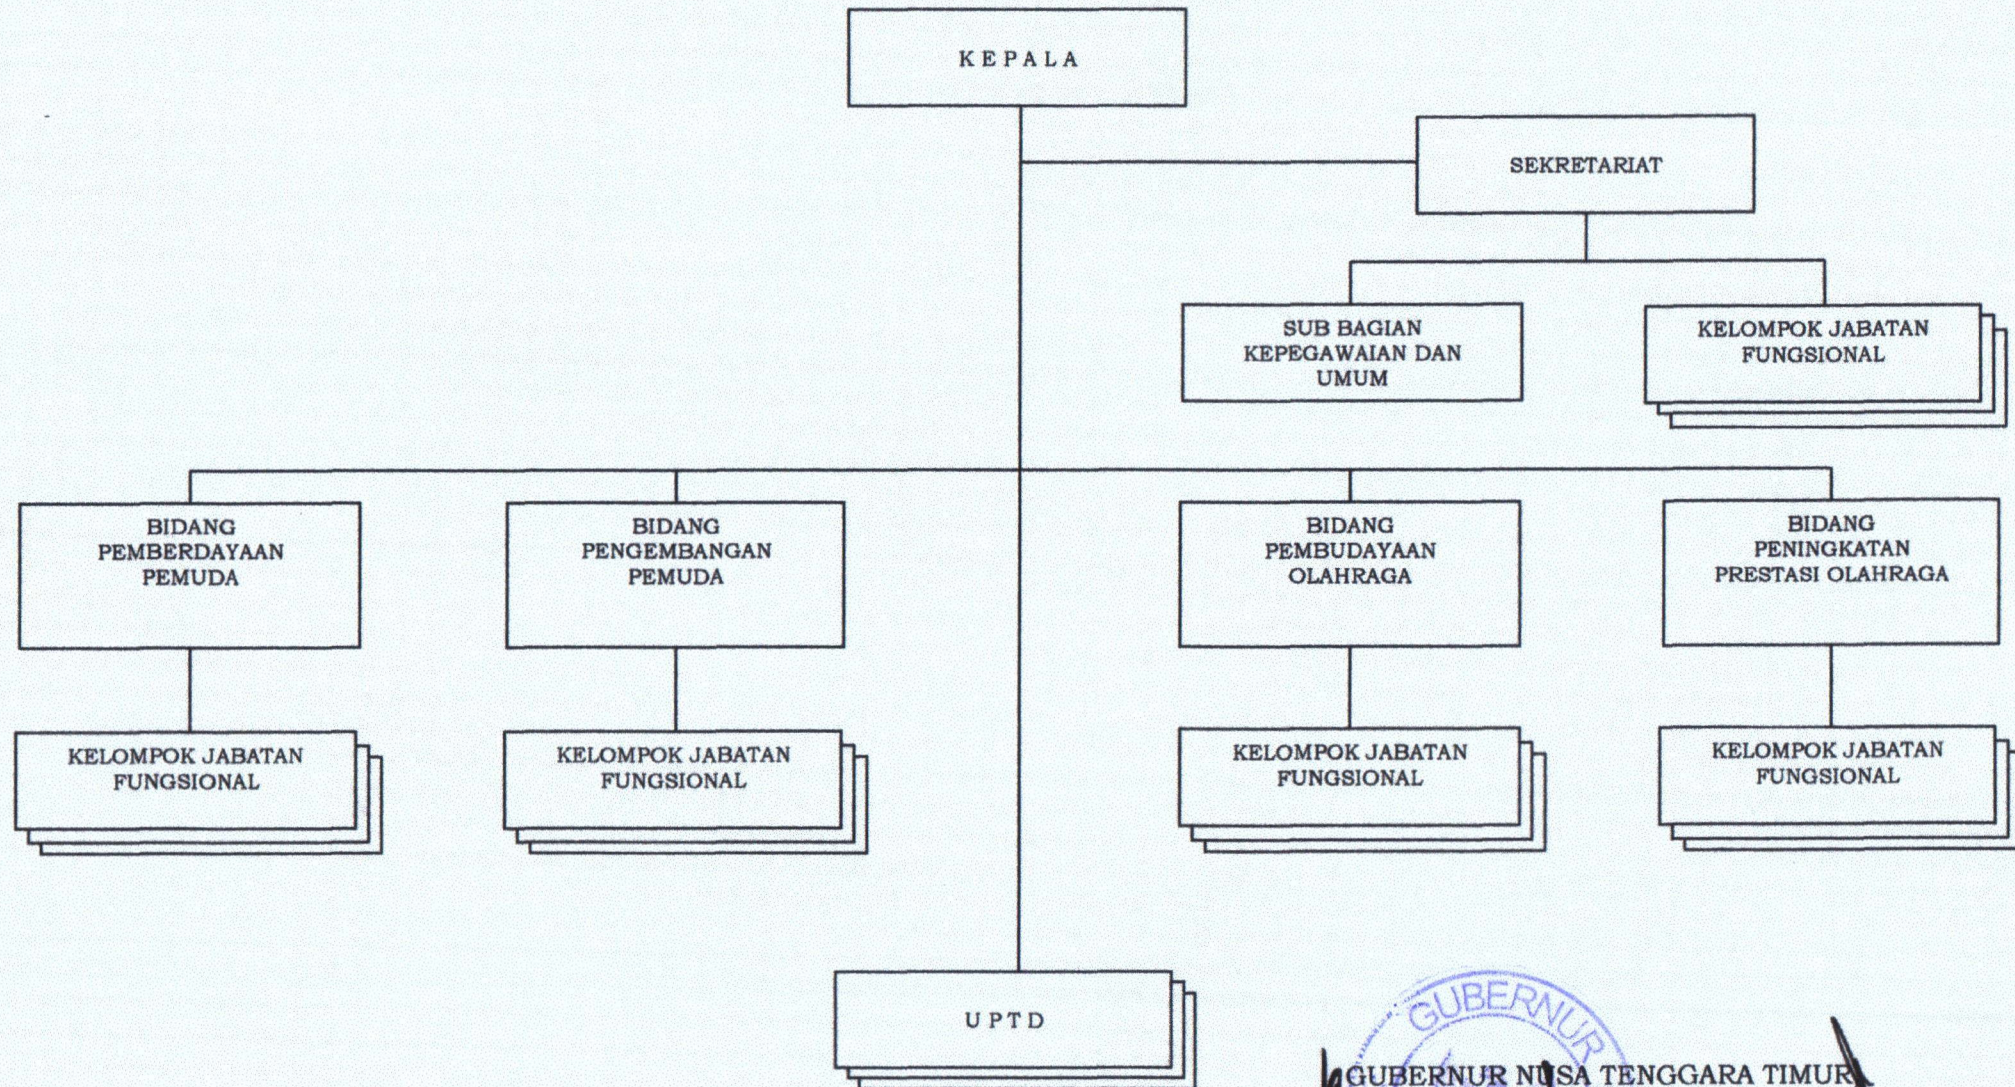 K E P A L A
SEKRETARIAT
SUB BAGIAN
KEPEGAWAIAN DAN
UMUM
KELOMPOK JABATAN
FUNGSIONAL
BIDANG
PEMBERDAYAAN
PEMUDA
BIDANG
PENGEMBANGAN
PEMUDA
BIDANG
PEMBUDAYAAN
OLAHRAGA
BIDANG
PENINGKATAN
PRESTASI OLAHRAGA
KELOMPOK JABATAN
FUNGSIONAL
KELOMPOK JABATAN
FUNGSIONAL
KELOMPOK JABATAN
FUNGSIONAL
KELOMPOK JABATAN
FUNGSIONAL
U P T D
GUBERNUR
GUBERNUR NUSA TENGGARA TIMUR